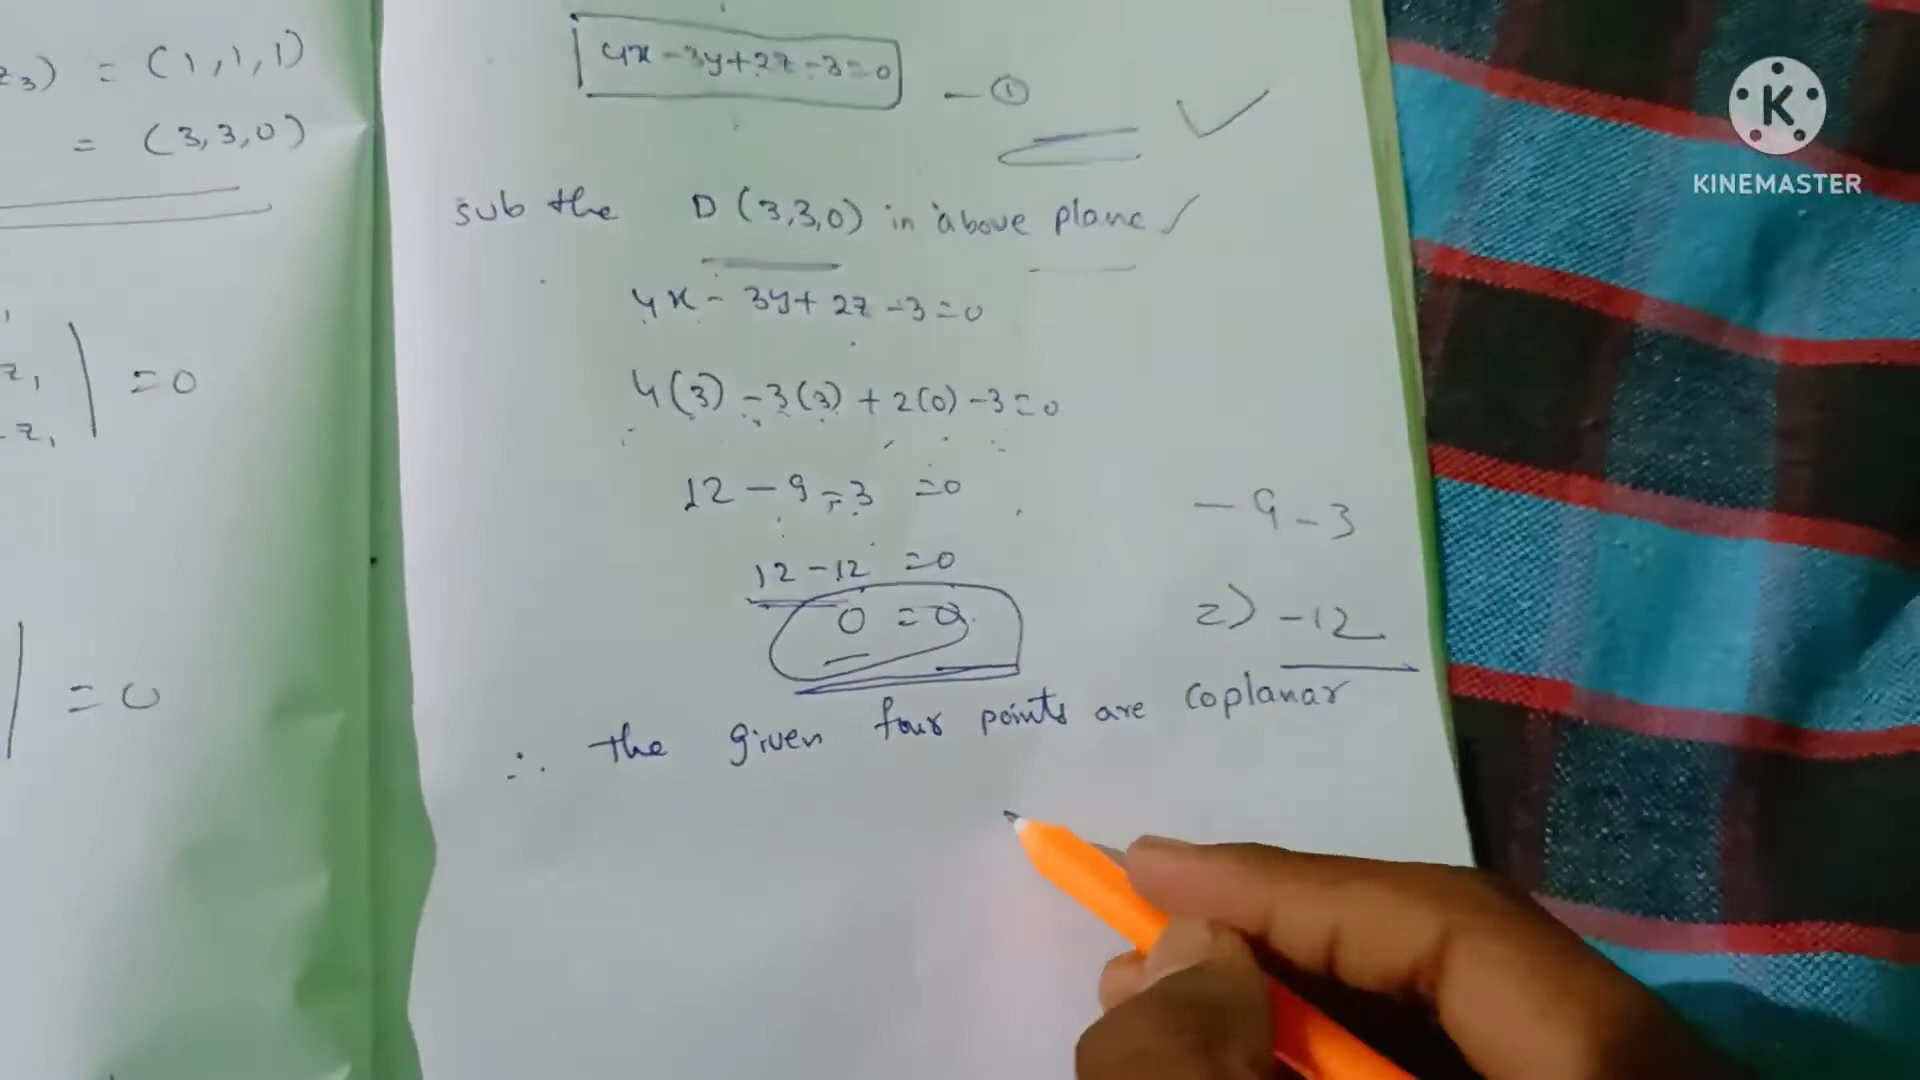 z₃) = (1,1,1)
= (3,3,0)
z₁
- z₁
= 0
= 0
4x - 3y + 2z - 3 = 0 - ①
sub the D (3,3,0) in above plane
4x - 3y + 2z - 3 = 0
4(3) - 3(3) + 2(0) - 3 = 0
12 - 9 - 3 = 0
12 - 12 = 0
0 = 0
∴ the given four points are coplanar
- 9 - 3
=) - 12
K
KINEMASTER